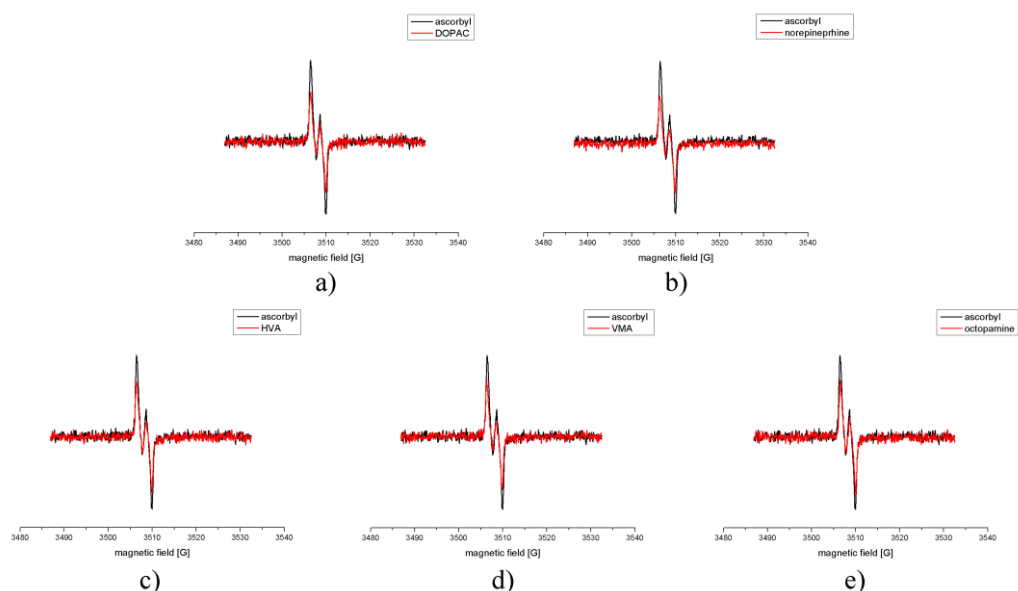 ascorbyl
DOPAC
3480 3490 3500 3510 3520 3530 3540
magnetic field [G]
a)
ascorbyl
norepineprhine
3480 3490 3500 3510 3520 3530 3540
magnetic field [G]
b)
ascorbyl
HVA
3480 3490 3500 3510 3520 3530 3540
magnetic field [G]
c)
ascorbyl
VMA
3480 3490 3500 3510 3520 3530 3540
magnetic field [G]
d)
ascorbyl
octopamine
3480 3490 3500 3510 3520 3530 3540
magnetic field [G]
e)